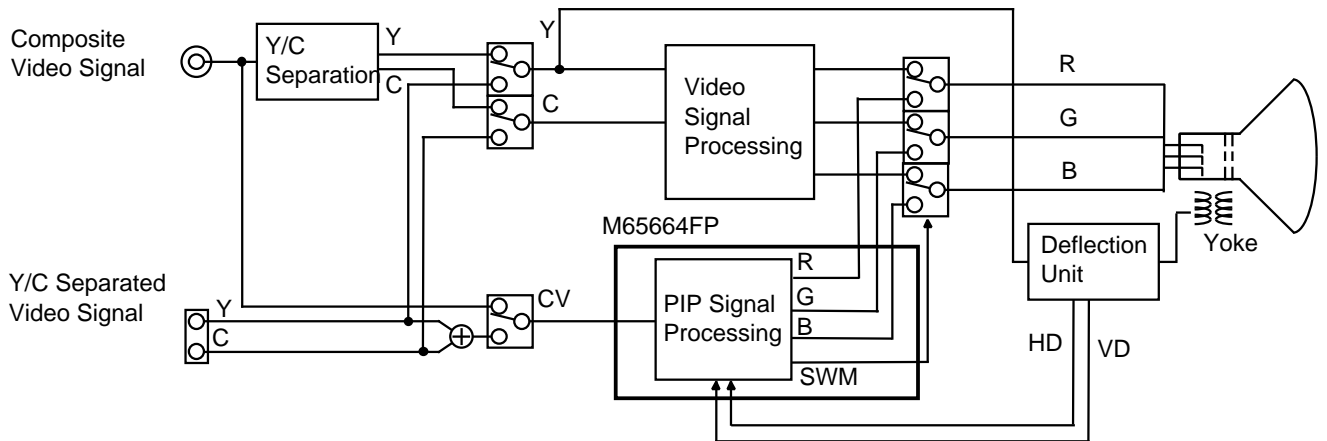 Composite
Video Signal
Y/C
Separation
Y
C
Y
C
Video
Signal
Processing
R
G
B
Yoke
Deflection
Unit
HD
VD
M65664FP
PIP Signal
Processing
R
G
B
SWM
CV
Y/C Separated
Video Signal
Y
C